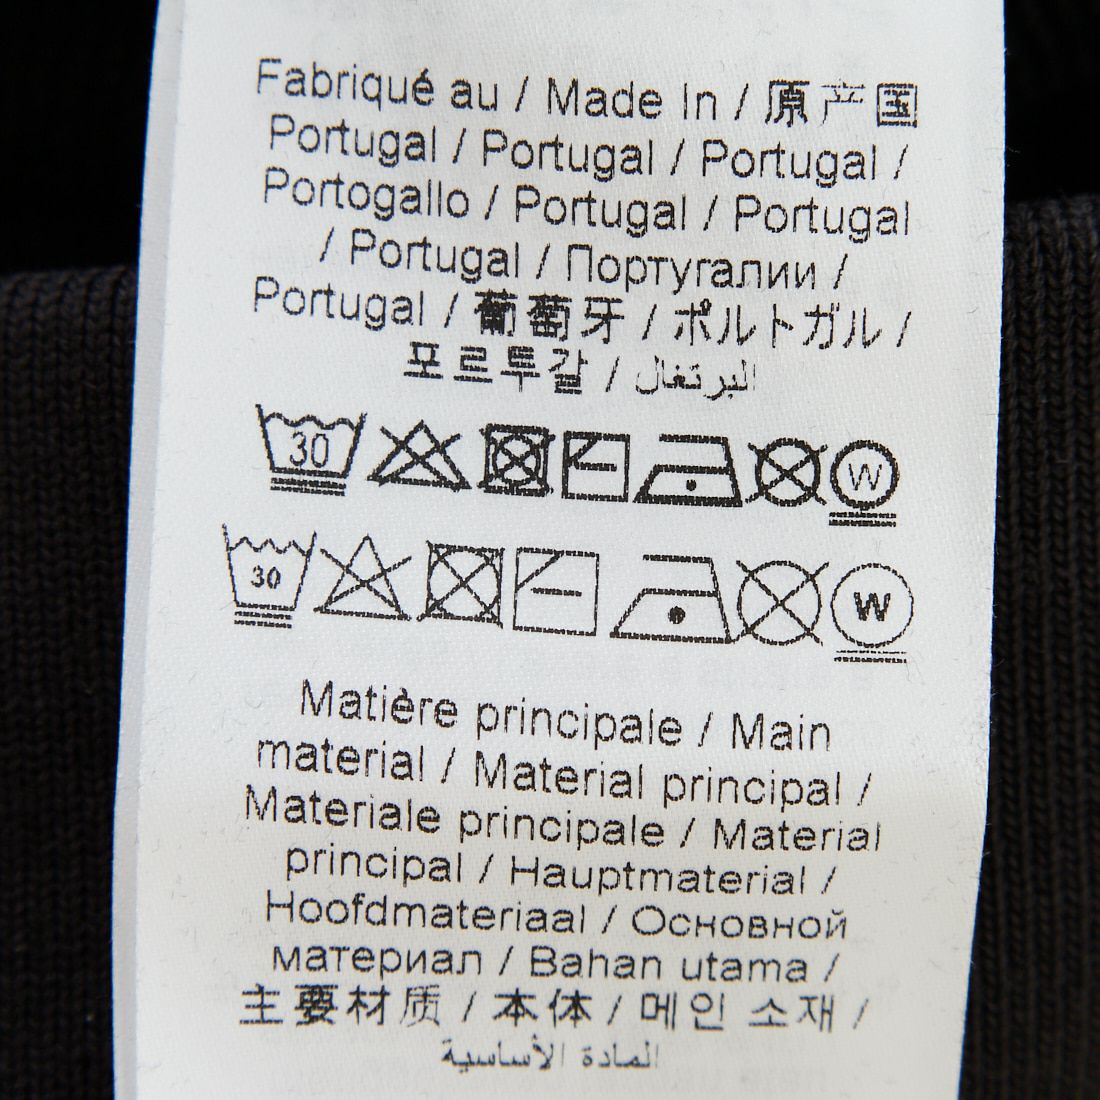 Fabriqué au / Made In / 原产国
Portugal / Portugal / Portugal /
Portogallo / Portugal / Portugal
/ Portugal / Португалии /
Portugal / 葡萄牙 / ポルトガル /
포르투갈 / البرتغال
30 W
30 W
Matière principale / Main
material / Material principal /
Materiale principale / Material
principal / Hauptmaterial /
Hoofdmateriaal / Основной
материал / Bahan utama /
主要材质 / 本体 / 메인 소재 /
المادة الأساسية